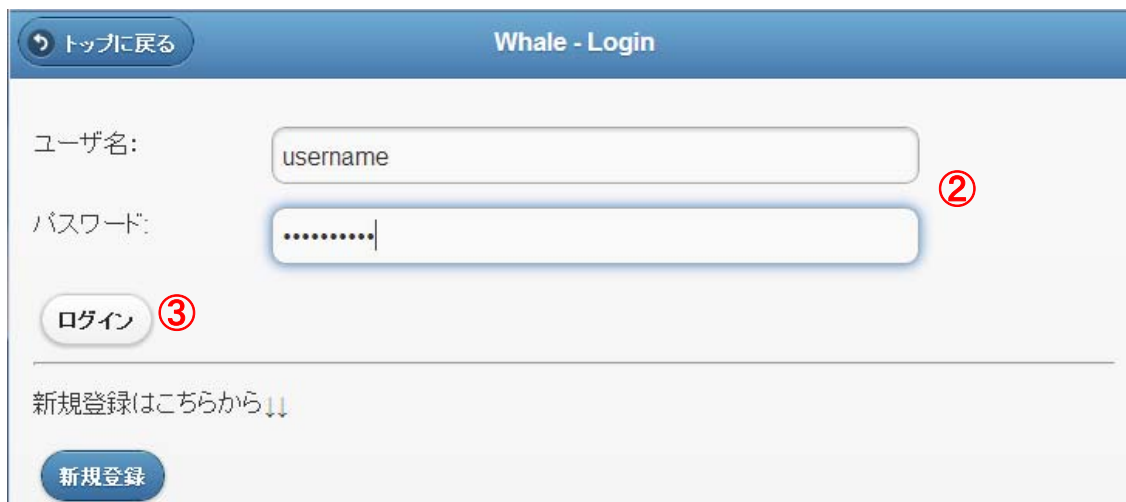 トップに戻る Whale - Login
ユーザ名: username
②
パスワード: ••••••••••
ログイン ③
新規登録はこちらから↓↓
新規登録